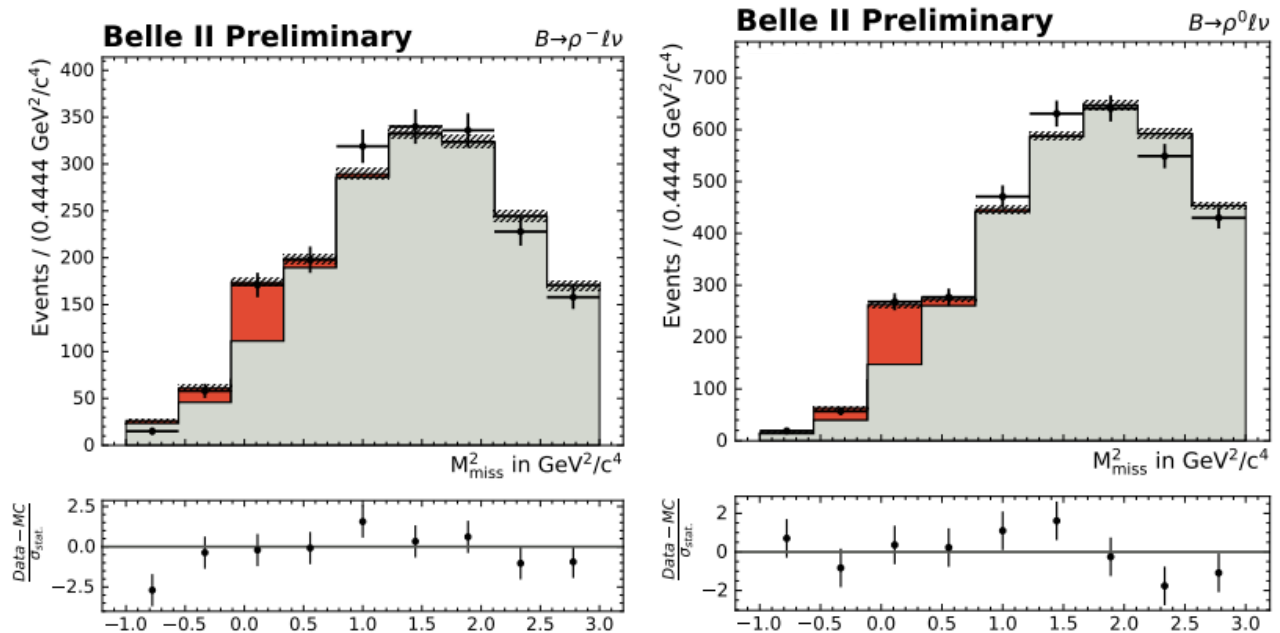 Belle II Preliminary
B→ρ⁻ℓν
Events / (0.4444 GeV²/c⁴)
400
350
300
250
200
150
100
50
0
M²miss in GeV²/c⁴
Data − MC
σstat.
2.5
0.0
−2.5
−1.0 −0.5 0.0 0.5 1.0 1.5 2.0 2.5 3.0
Belle II Preliminary
B→ρ⁰ℓν
Events / (0.4444 GeV²/c⁴)
700
600
500
400
300
200
100
0
M²miss in GeV²/c⁴
Data − MC
σstat.
2
0
−2
−1.0 −0.5 0.0 0.5 1.0 1.5 2.0 2.5 3.0